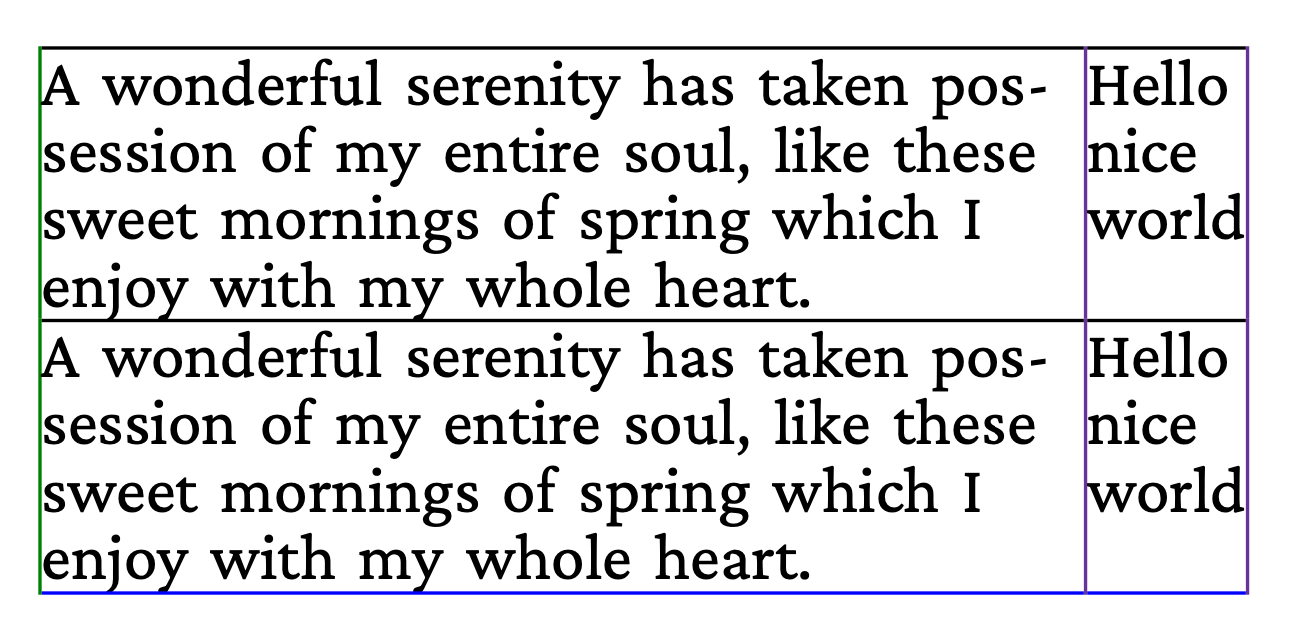 A wonderful serenity has taken pos-
session of my entire soul, like these
sweet mornings of spring which I
enjoy with my whole heart.
Hello
nice
world
A wonderful serenity has taken pos-
session of my entire soul, like these
sweet mornings of spring which I
enjoy with my whole heart.
Hello
nice
world